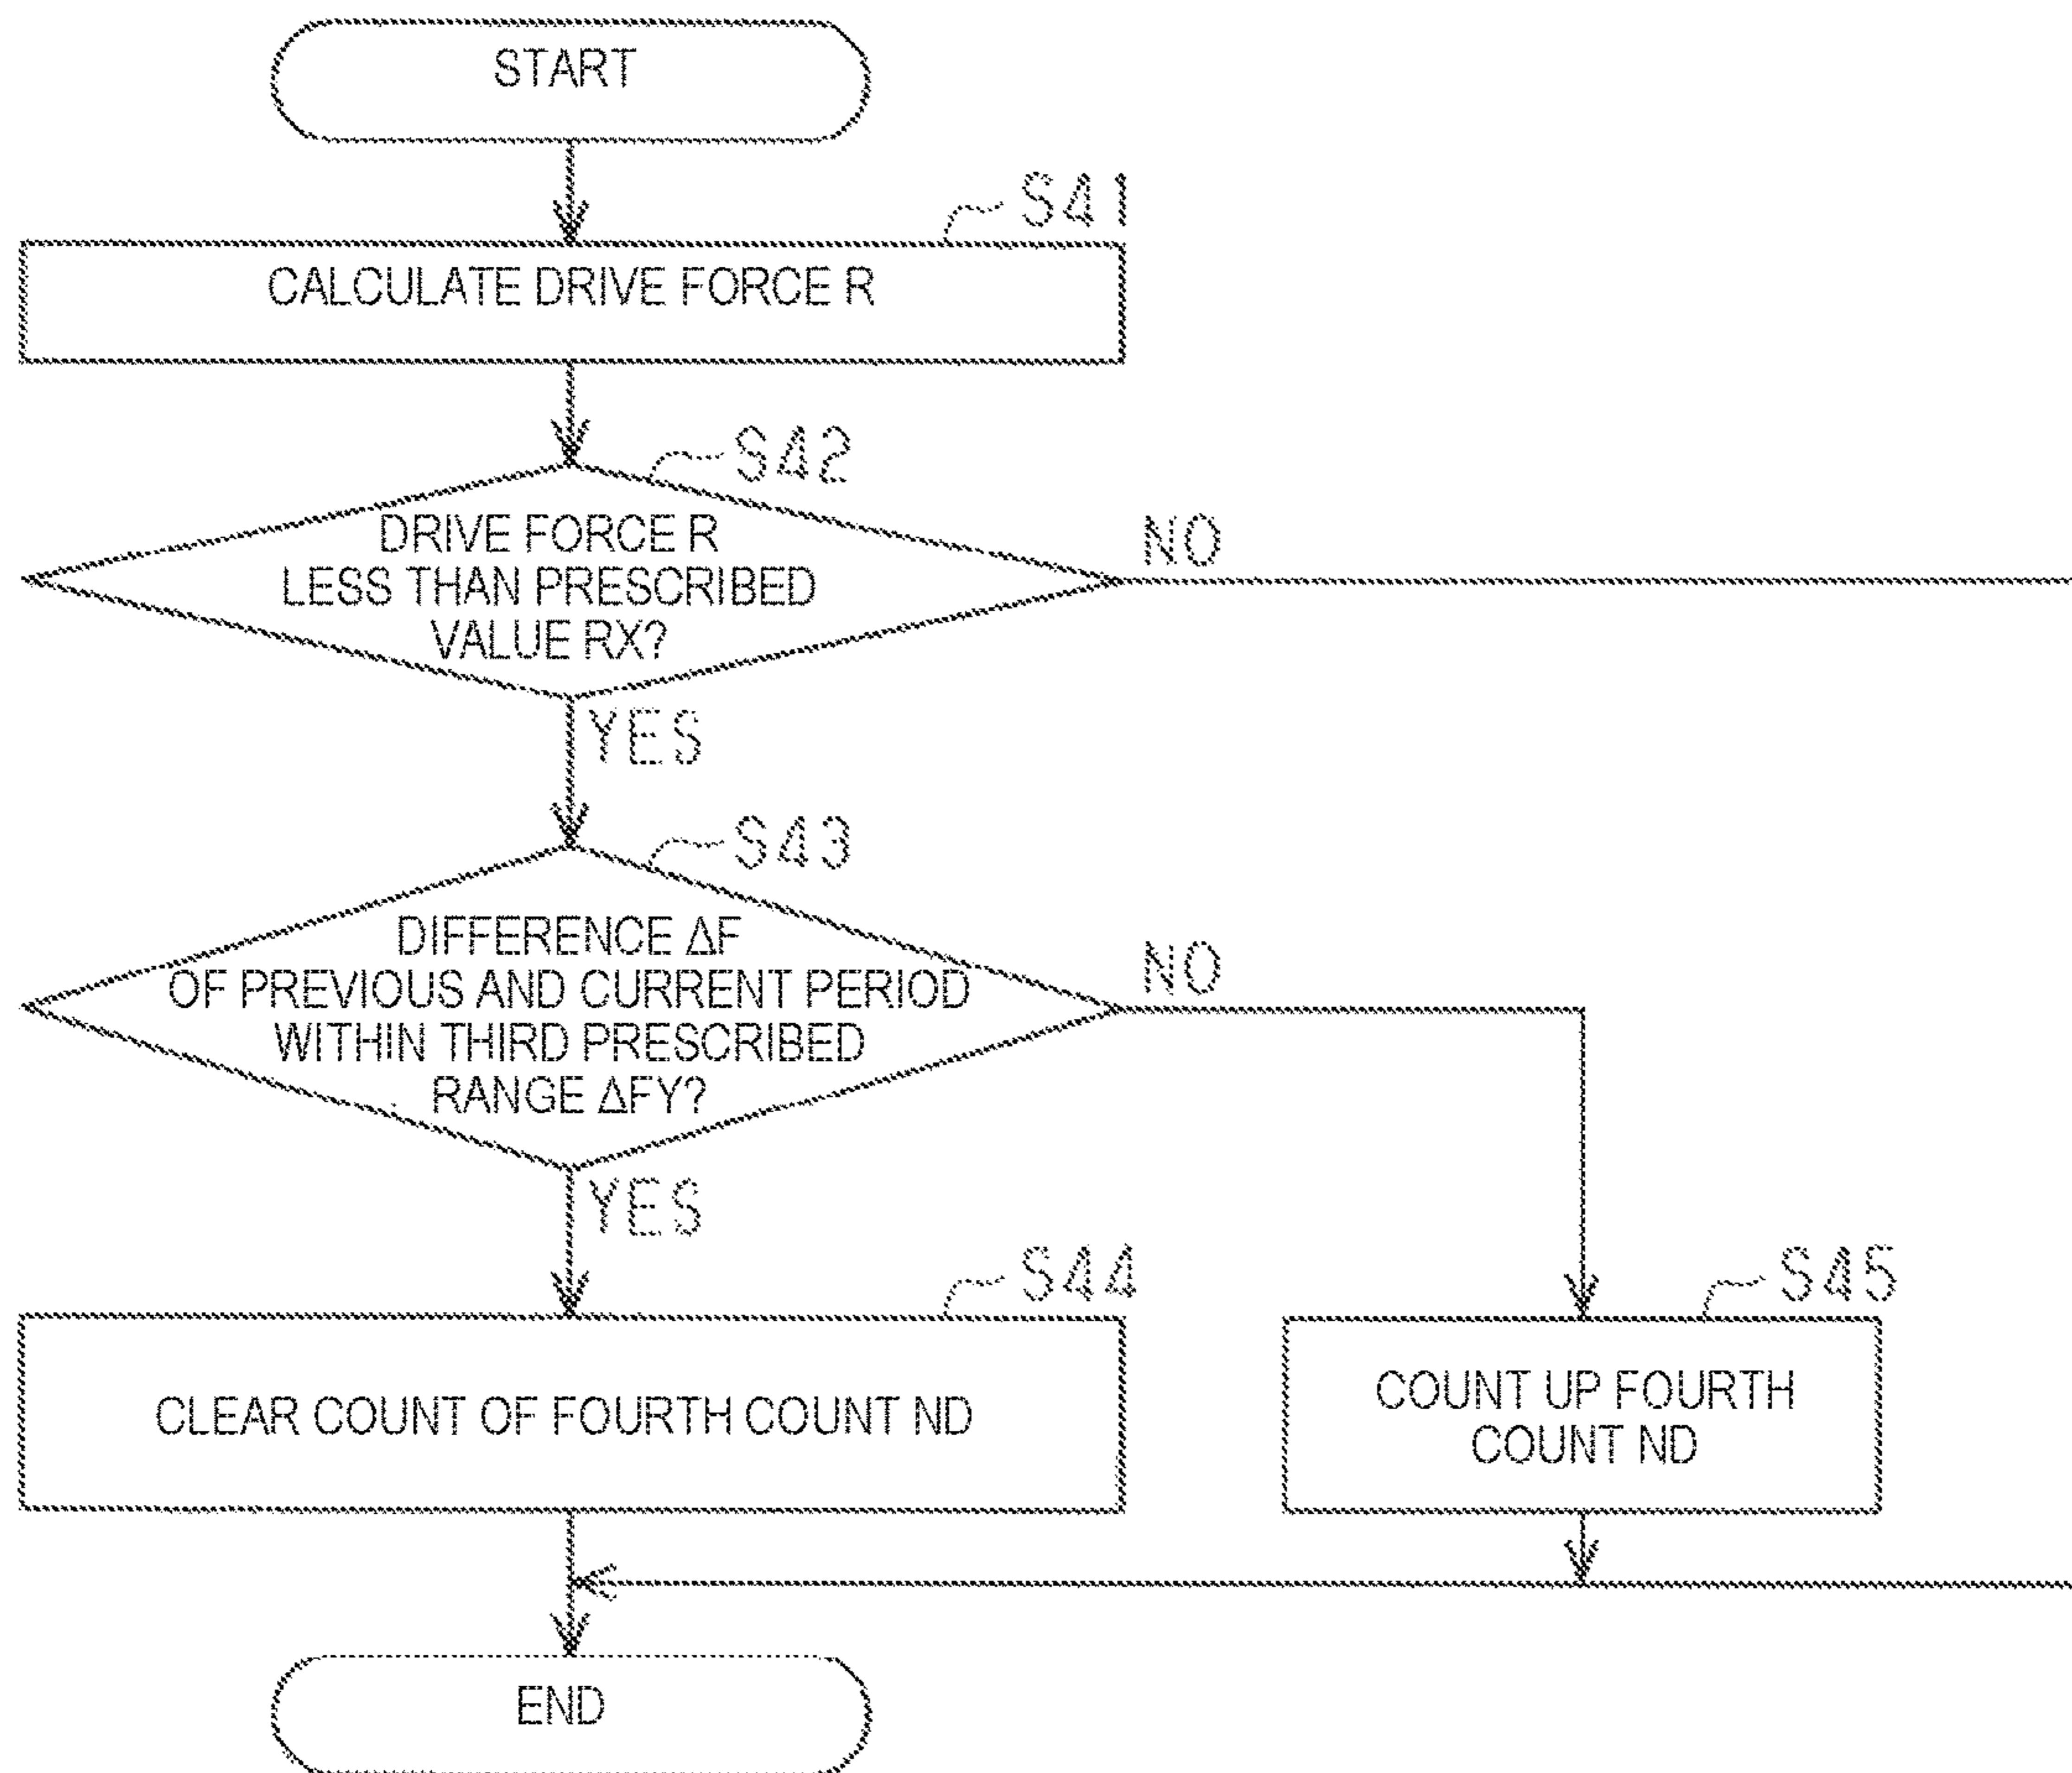 START
S41
CALCULATE DRIVE FORCE R
S42
DRIVE FORCE R
LESS THAN PRESCRIBED
VALUE RX?
NO
YES
S43
DIFFERENCE ΔF
OF PREVIOUS AND CURRENT PERIOD
WITHIN THIRD PRESCRIBED
RANGE ΔFY?
NO
YES
S44
CLEAR COUNT OF FOURTH COUNT ND
S45
COUNT UP FOURTH
COUNT ND
END